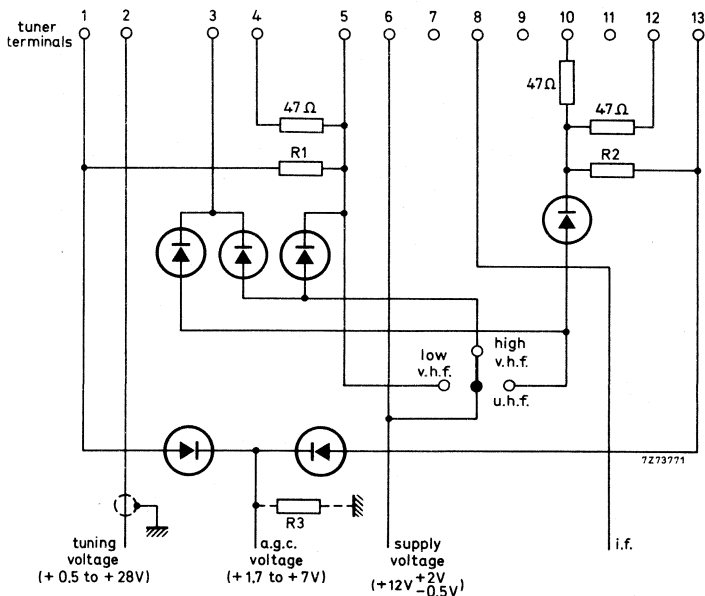 tuner terminals
1 2 3 4 5 6 7 8 9 10 11 12 13
47Ω
47Ω
47Ω
R1
R2
low v.h.f.
high v.h.f.
u.h.f.
7Z73771
R3
tuning voltage
(+0.5 to +28V)
a.g.c. voltage
(+1.7 to +7V)
supply voltage
(+12V +2V −0.5V)
i.f.